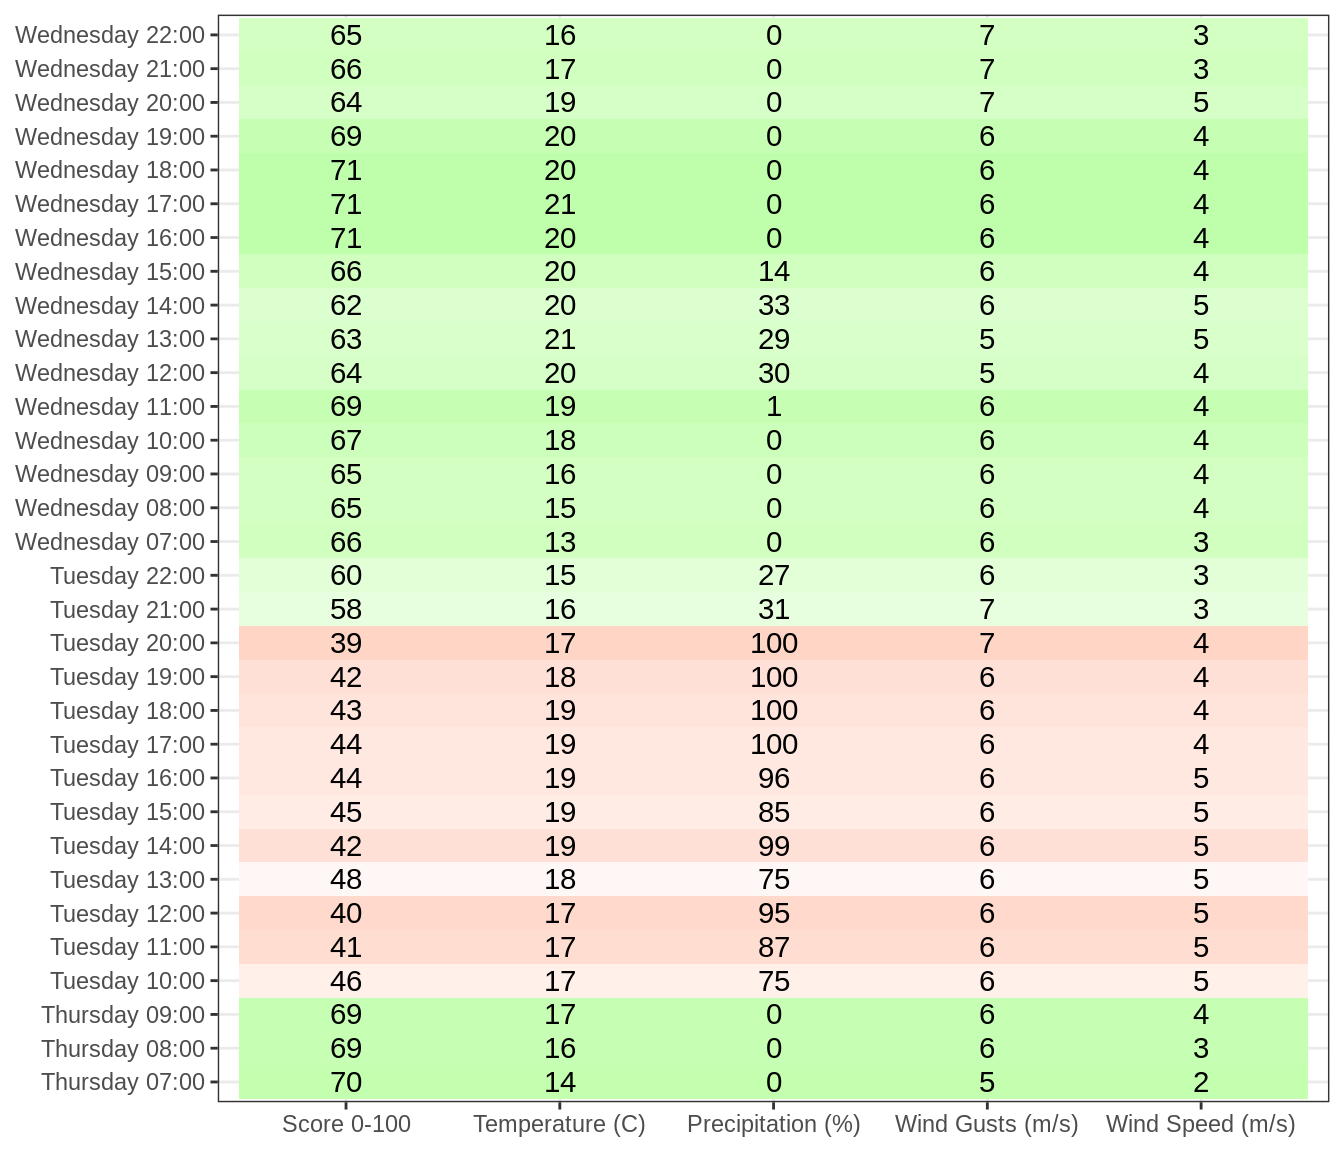 Wednesday 22:00 65 16 0 7 3
Wednesday 21:00 66 17 0 7 3
Wednesday 20:00 64 19 0 7 5
Wednesday 19:00 69 20 0 6 4
Wednesday 18:00 71 20 0 6 4
Wednesday 17:00 71 21 0 6 4
Wednesday 16:00 71 20 0 6 4
Wednesday 15:00 66 20 14 6 4
Wednesday 14:00 62 20 33 6 5
Wednesday 13:00 63 21 29 5 5
Wednesday 12:00 64 20 30 5 4
Wednesday 11:00 69 19 1 6 4
Wednesday 10:00 67 18 0 6 4
Wednesday 09:00 65 16 0 6 4
Wednesday 08:00 65 15 0 6 4
Wednesday 07:00 66 13 0 6 3
Tuesday 22:00 60 15 27 6 3
Tuesday 21:00 58 16 31 7 3
Tuesday 20:00 39 17 100 7 4
Tuesday 19:00 42 18 100 6 4
Tuesday 18:00 43 19 100 6 4
Tuesday 17:00 44 19 100 6 4
Tuesday 16:00 44 19 96 6 5
Tuesday 15:00 45 19 85 6 5
Tuesday 14:00 42 19 99 6 5
Tuesday 13:00 48 18 75 6 5
Tuesday 12:00 40 17 95 6 5
Tuesday 11:00 41 17 87 6 5
Tuesday 10:00 46 17 75 6 5
Thursday 09:00 69 17 0 6 4
Thursday 08:00 69 16 0 6 3
Thursday 07:00 70 14 0 5 2
Score 0-100 Temperature (C) Precipitation (%) Wind Gusts (m/s) Wind Speed (m/s)